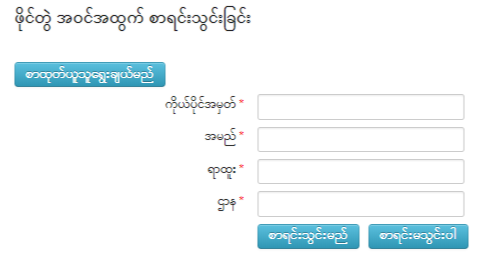 ဖိုင်တွဲ အဝင်အထွက် စာရင်းသွင်းခြင်း
စာထုတ်ယူသူရွေးချယ်မည်
ကိုယ်ပိုင်အမှတ် *
အမည် *
ရာထူး *
ဌာန *
စာရင်းသွင်းမည် စာရင်းမသွင်းပါ